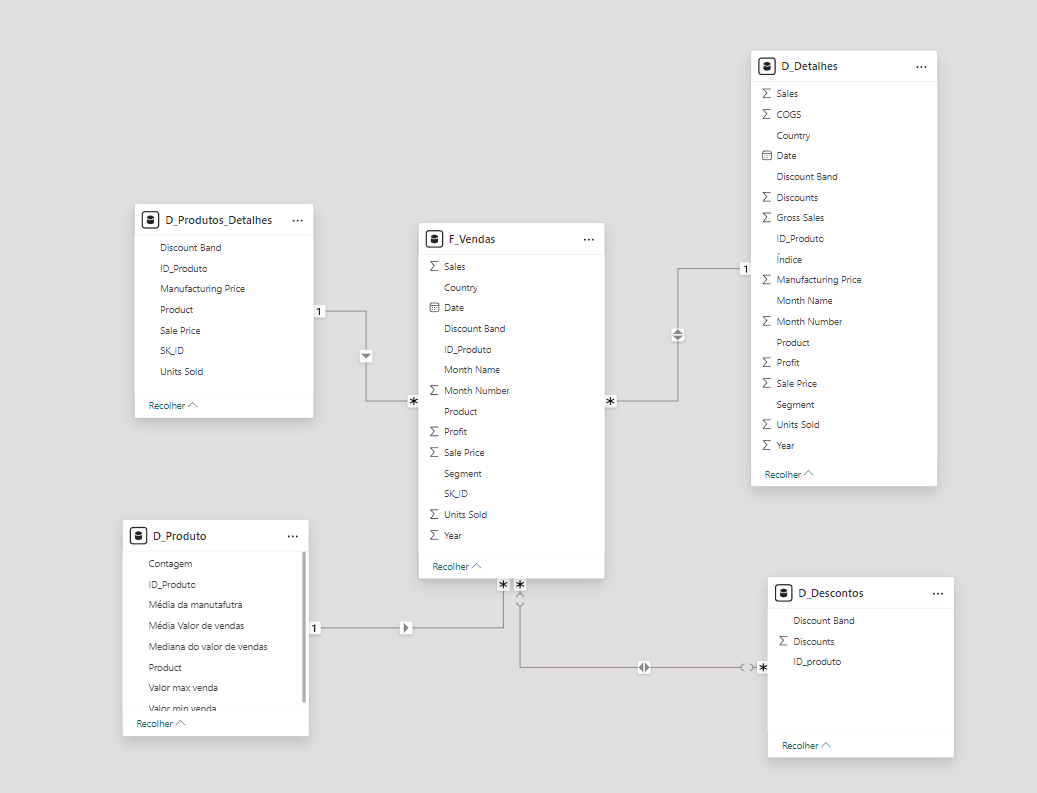 D_Detalhes
Sales
COGS
Country
Date
Discount Band
Discounts
Gross Sales
ID_Produto
Índice
Manufacturing Price
Month Name
Month Number
Product
Profit
Sale Price
Segment
Units Sold
Year
Recolher
D_Produtos_Detalhes
Discount Band
ID_Produto
Manufacturing Price
Product
Sale Price
SK_ID
Units Sold
Recolher
F_Vendas
Sales
Country
Date
Discount Band
ID_Produto
Month Name
Month Number
Product
Profit
Sale Price
Segment
SK_ID
Units Sold
Year
Recolher
1
*
*
1
D_Produto
Contagem
ID_Produto
Média da manutafutra
Média Valor de vendas
Mediana do valor de vendas
Product
Valor max venda
Valor min venda
Recolher
1
*
*
*
D_Descontos
Discount Band
Discounts
ID_produto
Recolher